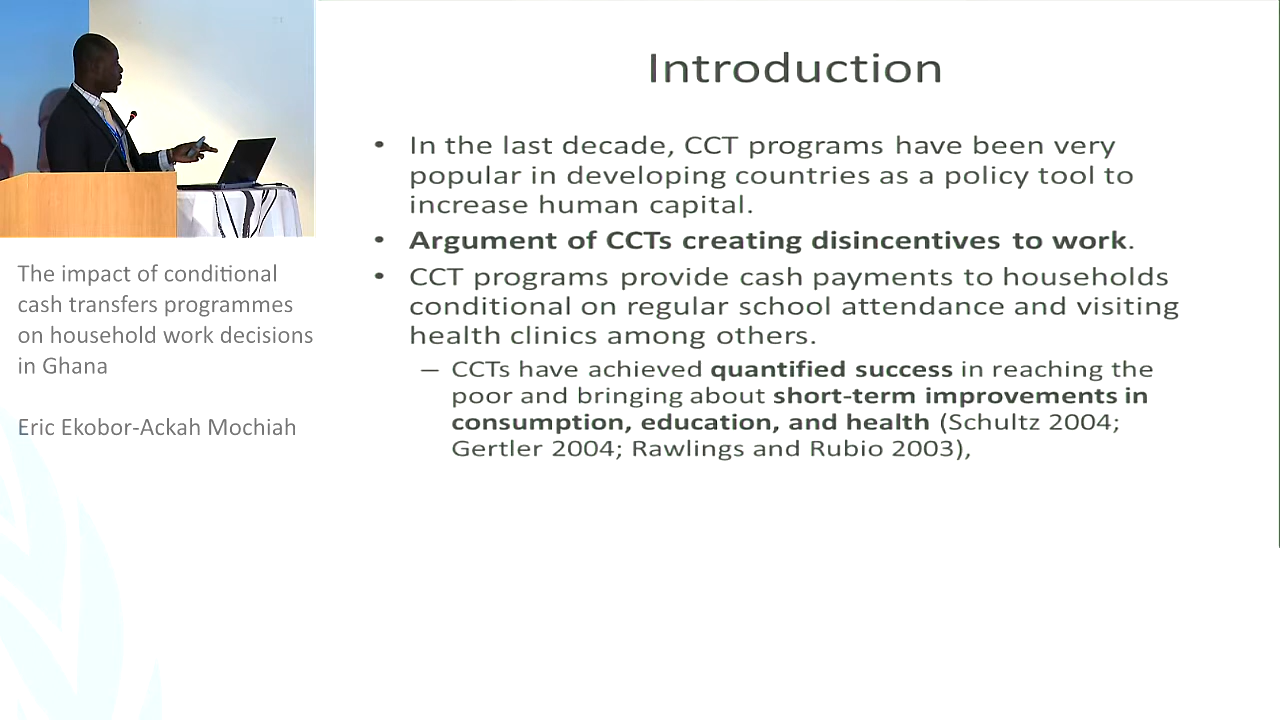 Introduction
• In the last decade, CCT programs have been very
popular in developing countries as a policy tool to
increase human capital.
• Argument of CCTs creating disincentives to work.
• CCT programs provide cash payments to households
conditional on regular school attendance and visiting
health clinics among others.
– CCTs have achieved quantified success in reaching the
poor and bringing about short-term improvements in
consumption, education, and health (Schultz 2004;
Gertler 2004; Rawlings and Rubio 2003),
The impact of conditional
cash transfers programmes
on household work decisions
in Ghana
Eric Ekobor-Ackah Mochiah